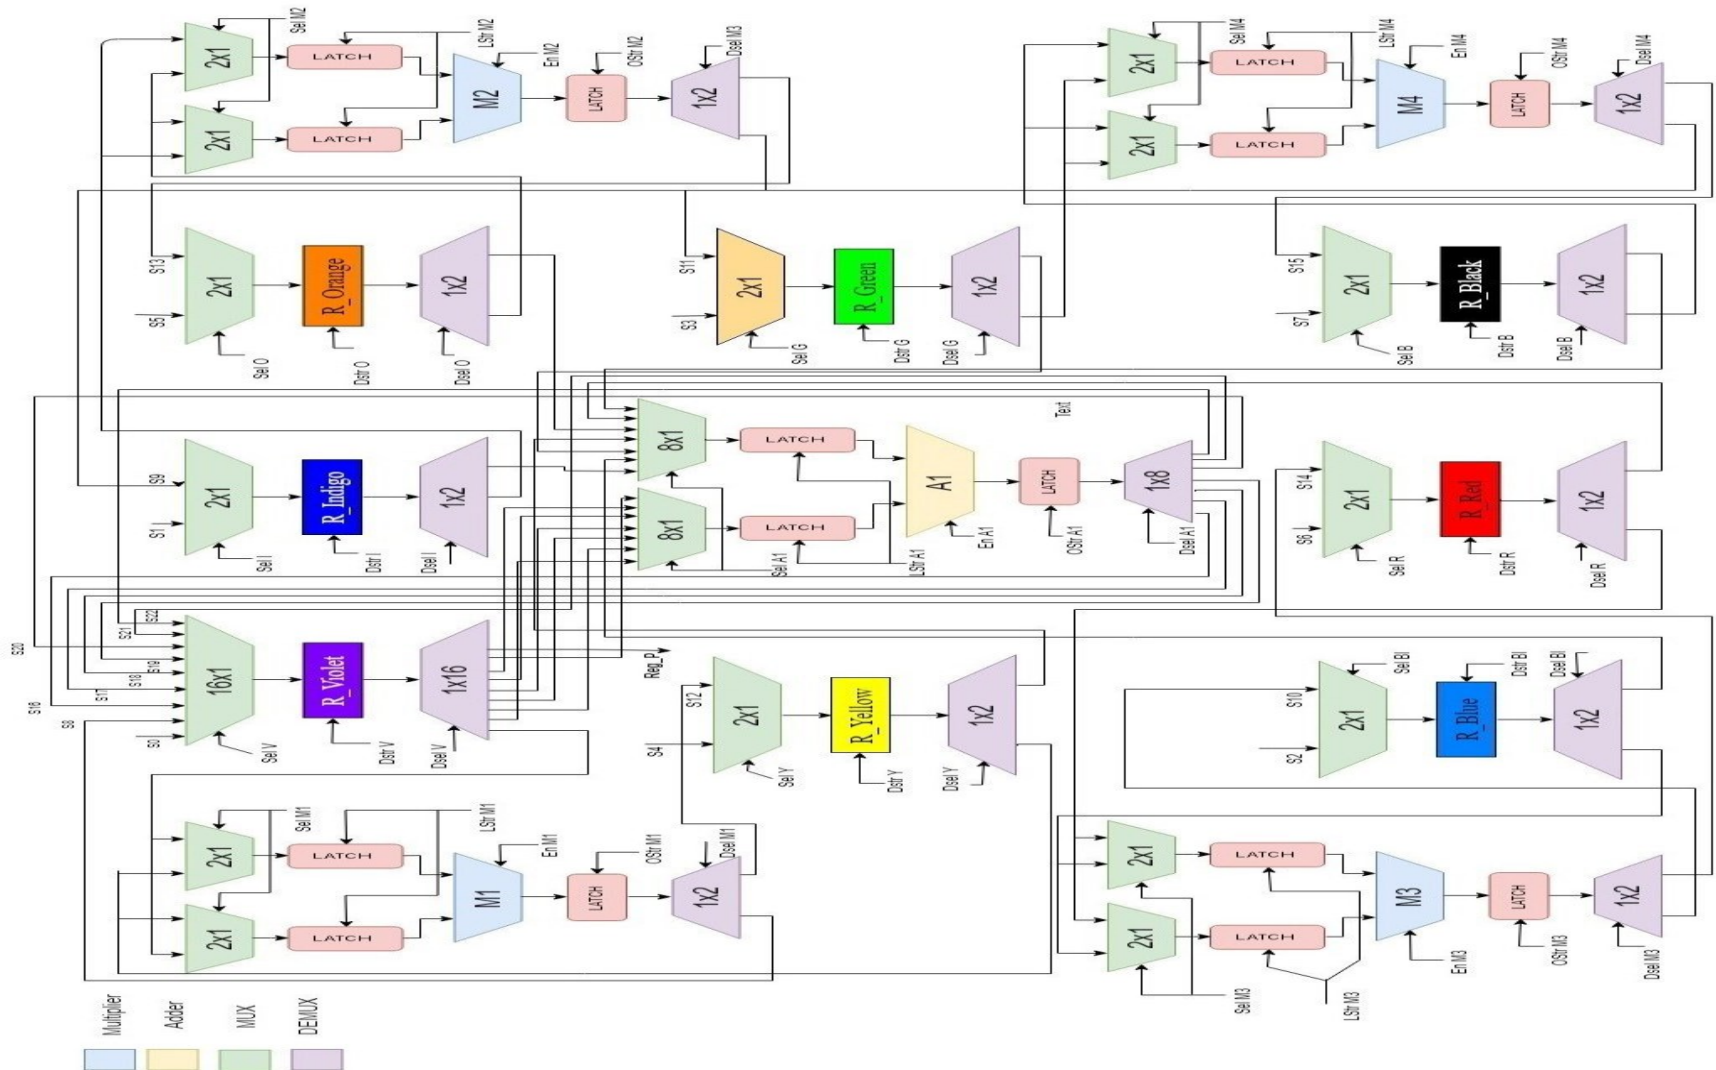 Sel M2
LStr M2
2x1
LATCH
En M2
OStr M2
Dsel M3
M2
LATCH
1x2
2x1
LATCH
Sel M4
LStr M4
2x1
LATCH
En M4
OStr M4
Dsel M4
M4
LATCH
1x2
2x1
LATCH
S13
2x1
R_Orange
1x2
S5
Sel O
Dstr O
Dsel O
S11
2x1
R_Green
1x2
S3
Sel G
Dstr G
Dsel G
S15
2x1
R_Black
1x2
S7
Sel B
Dstr B
Dsel B
S9
2x1
R_Indigo
1x2
S1
Sel I
Dstr I
Dsel I
8x1
LATCH
Text
A1
LATCH
1x8
8x1
LATCH
Sel A1
LStr A1
En A1
OStr A1
Dsel A1
S14
2x1
R_Red
1x2
S6
Sel R
Dstr R
Dsel R
S22
S21
S20
S19
S18
S17
S16
S8
S0
16x1
R_Violet
1x16
Sel V
Dstr V
Dsel V
Reg_P
S12
2x1
R_Yellow
1x2
S4
Sel Y
Dstr Y
Dsel Y
Sel Bl
Dstr Bl
Dsel Bl
S10
2x1
R_Blue
1x2
S2
Sel M1
LStr M1
2x1
LATCH
En M1
OStr M1
Dsel M1
M1
LATCH
1x2
2x1
LATCH
2x1
LATCH
M3
LATCH
1x2
2x1
LATCH
Sel M3
LStr M3
En M3
OStr M3
Dsel M3
Multiplier
Adder
MUX
DEMUX